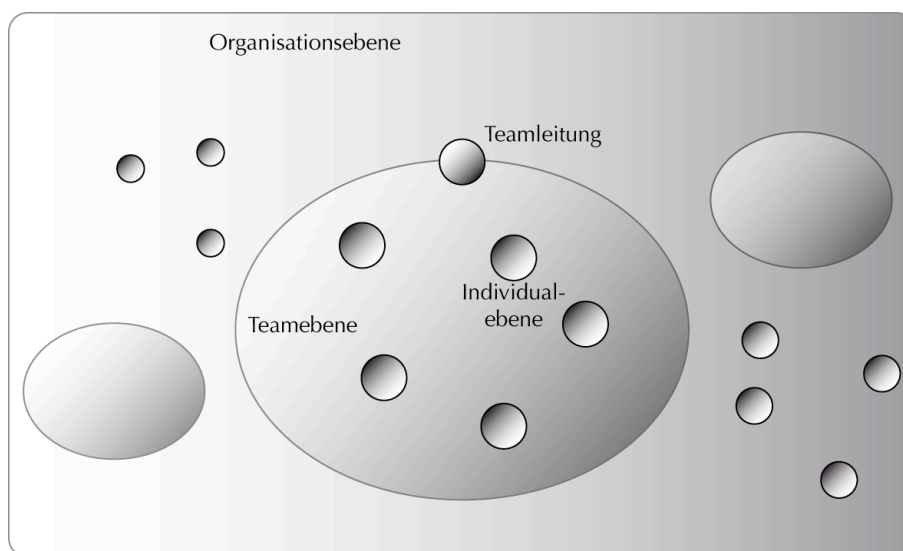 Organisationsebene
Teamleitung
Individual-
ebene
Teamebene